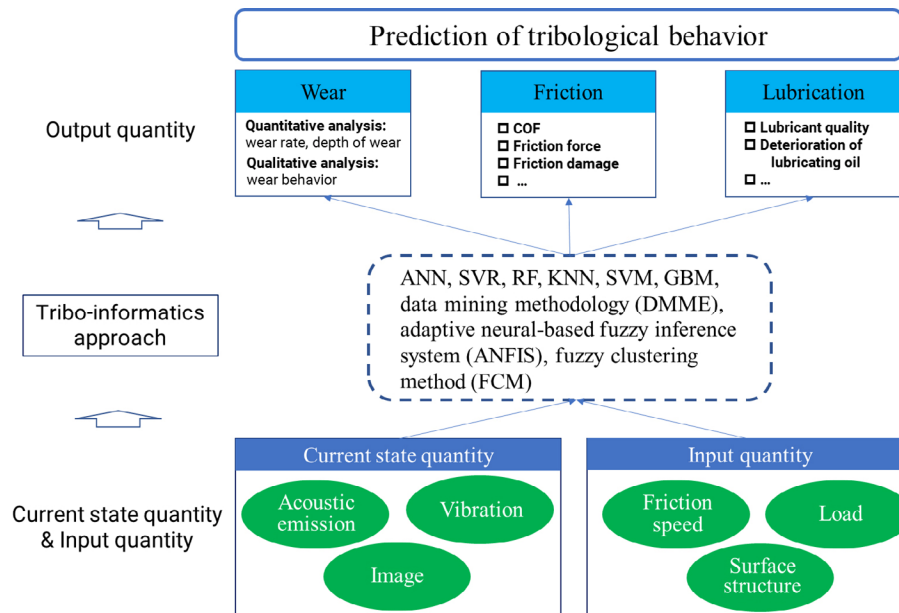 Prediction of tribological behavior
Output quantity
Wear
Quantitative analysis:
wear rate, depth of wear
Qualitative analysis:
wear behavior
Friction
COF
Friction force
Friction damage
...
Lubrication
Lubricant quality
Deterioration of
lubricating oil
...
Tribo-informatics
approach
ANN, SVR, RF, KNN, SVM, GBM,
data mining methodology (DMME),
adaptive neural-based fuzzy inference
system (ANFIS), fuzzy clustering
method (FCM)
Current state quantity
& Input quantity
Current state quantity
Acoustic
emission
Vibration
Image
Input quantity
Friction
speed
Load
Surface
structure